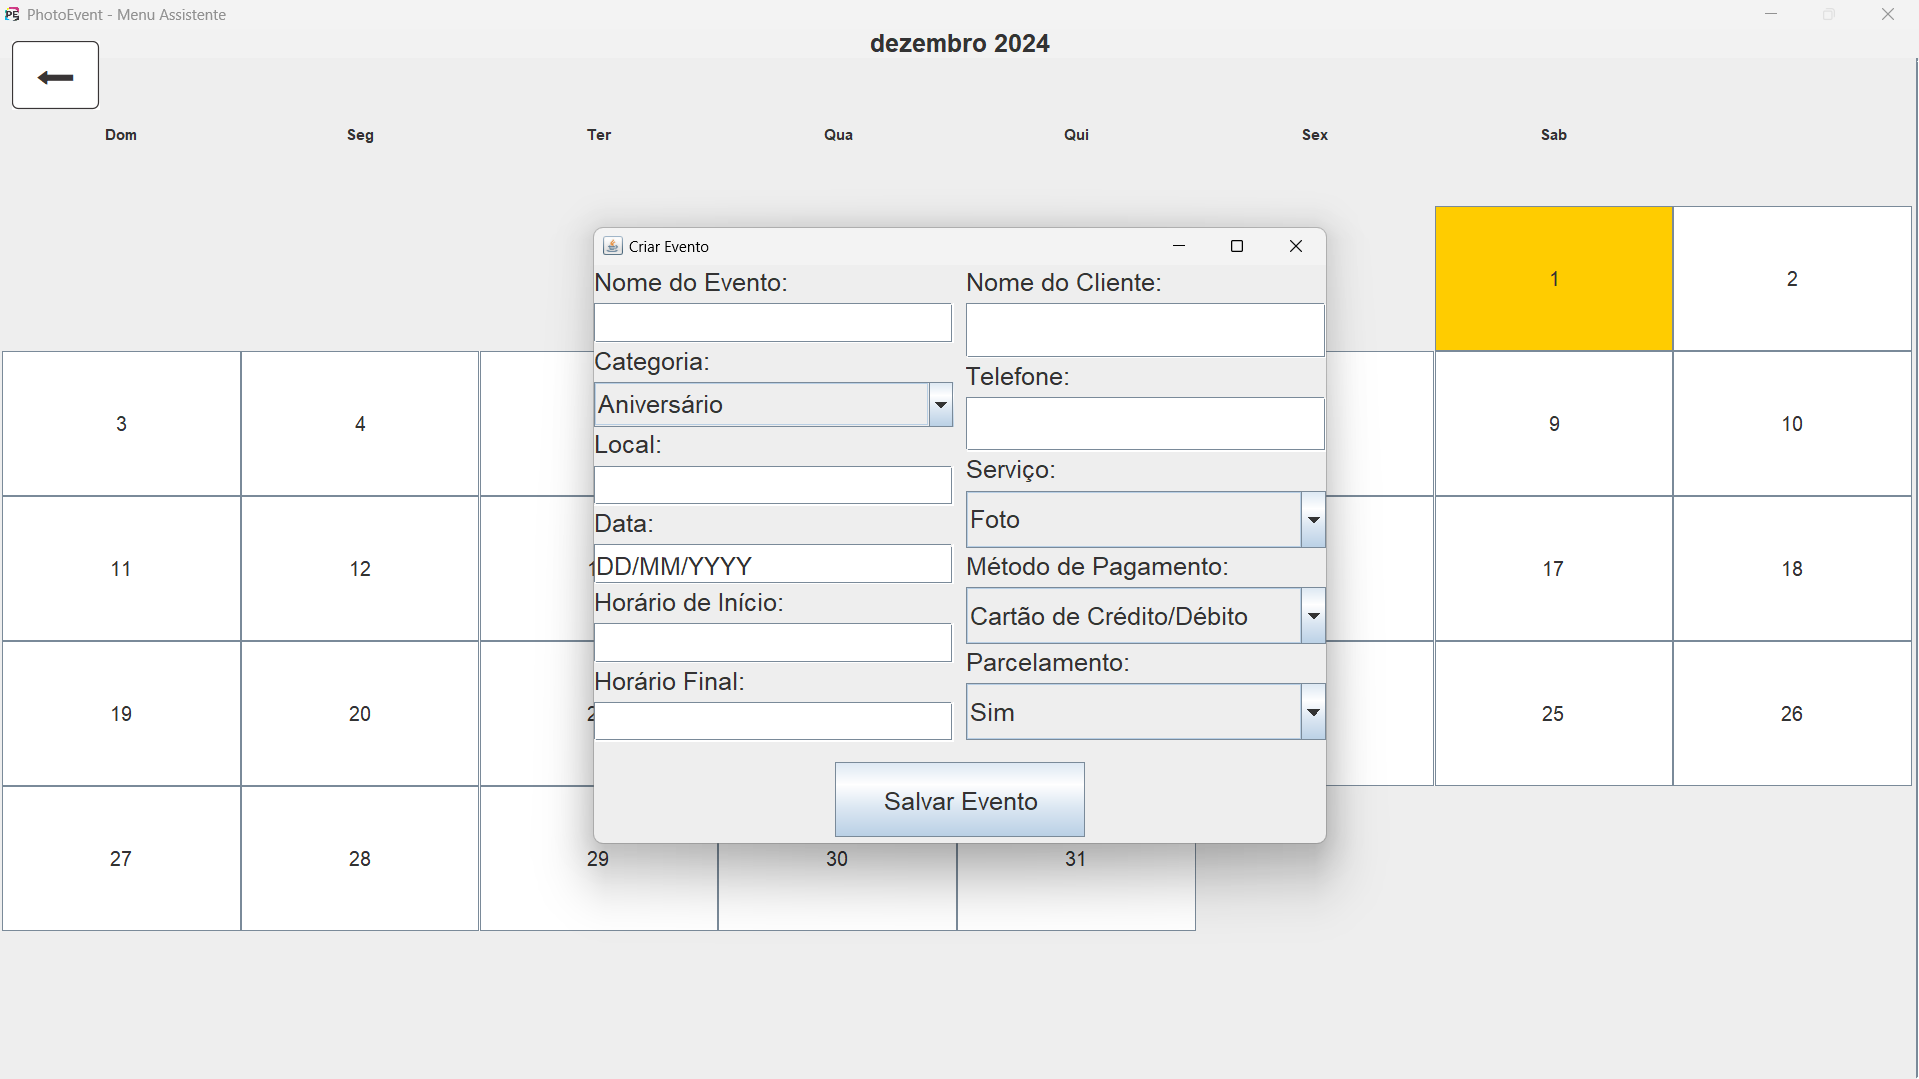 PhotoEvent - Menu Assistente
dezembro 2024
Dom Seg Ter Qua Qui Sex Sab
1 2
Criar Evento
Nome do Evento:
Categoria:
Aniversário
Local:
Data:
DD/MM/YYYY
Horário de Início:
Horário Final:
Nome do Cliente:
Telefone:
Serviço:
Foto
Método de Pagamento:
Cartão de Crédito/Débito
Parcelamento:
Sim
Salvar Evento
3 4 9 10
11 12 17 18
19 20 25 26
27 28 29 30 31